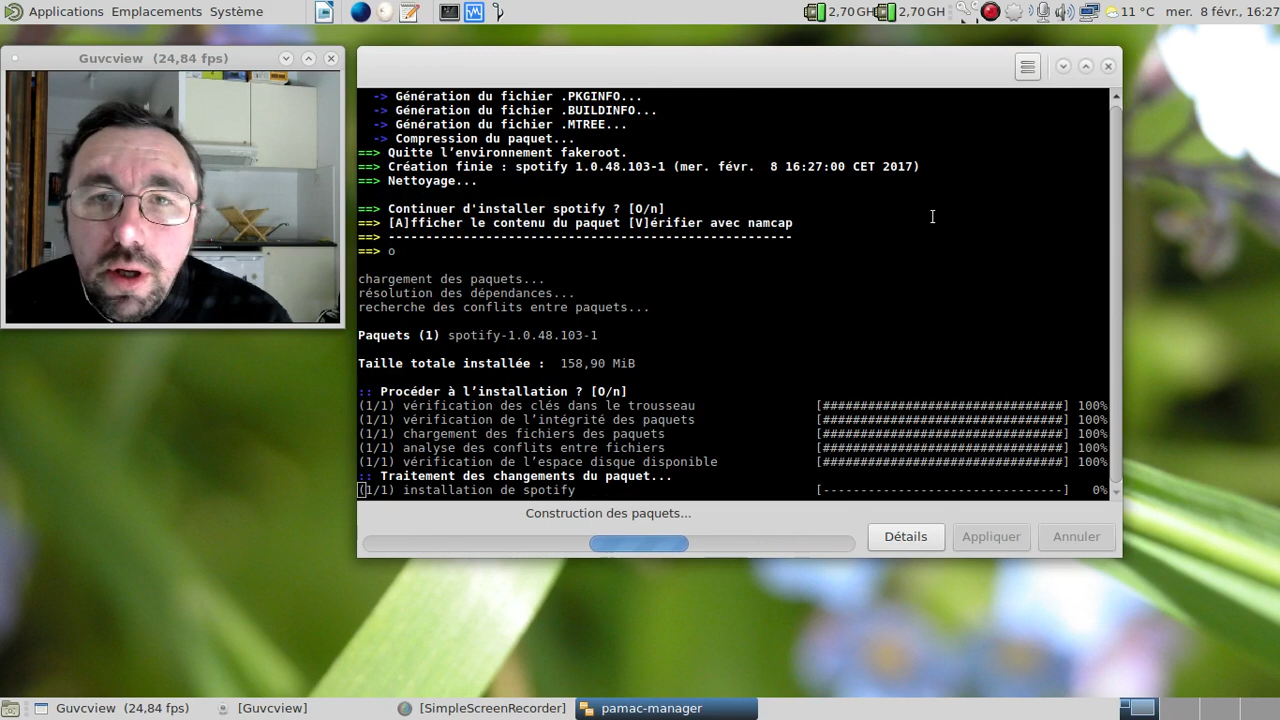 Applications Emplacements Système
2,70 GH 2,70 GH 11 °C mer. 8 févr., 16:27
Guvcview (24,84 fps)
-> Génération du fichier .PKGINFO...
-> Génération du fichier .BUILDINFO...
-> Génération du fichier .MTREE...
-> Compression du paquet...
==> Quitte l’environnement fakeroot.
==> Création finie : spotify 1.0.48.103-1 (mer. févr.  8 16:27:00 CET 2017)
==> Nettoyage...
==> Continuer d'installer spotify ? [O/n]
==> [A]fficher le contenu du paquet [V]érifier avec namcap
==> ------------------------------------------------------
==> o
chargement des paquets...
résolution des dépendances...
recherche des conflits entre paquets...
Paquets (1) spotify-1.0.48.103-1
Taille totale installée :  158,90 MiB
:: Procéder à l’installation ? [O/n]
(1/1) vérification des clés dans le trousseau [################################] 100%
(1/1) vérification de l’intégrité des paquets [################################] 100%
(1/1) chargement des fichiers des paquets [################################] 100%
(1/1) analyse des conflits entre fichiers [################################] 100%
(1/1) vérification de l’espace disque disponible [################################] 100%
:: Traitement des changements du paquet...
(1/1) installation de spotify [--------------------------------] 0%
Construction des paquets...
Détails Appliquer Annuler
Guvcview (24,84 fps) [Guvcview] [SimpleScreenRecorder] pamac-manager